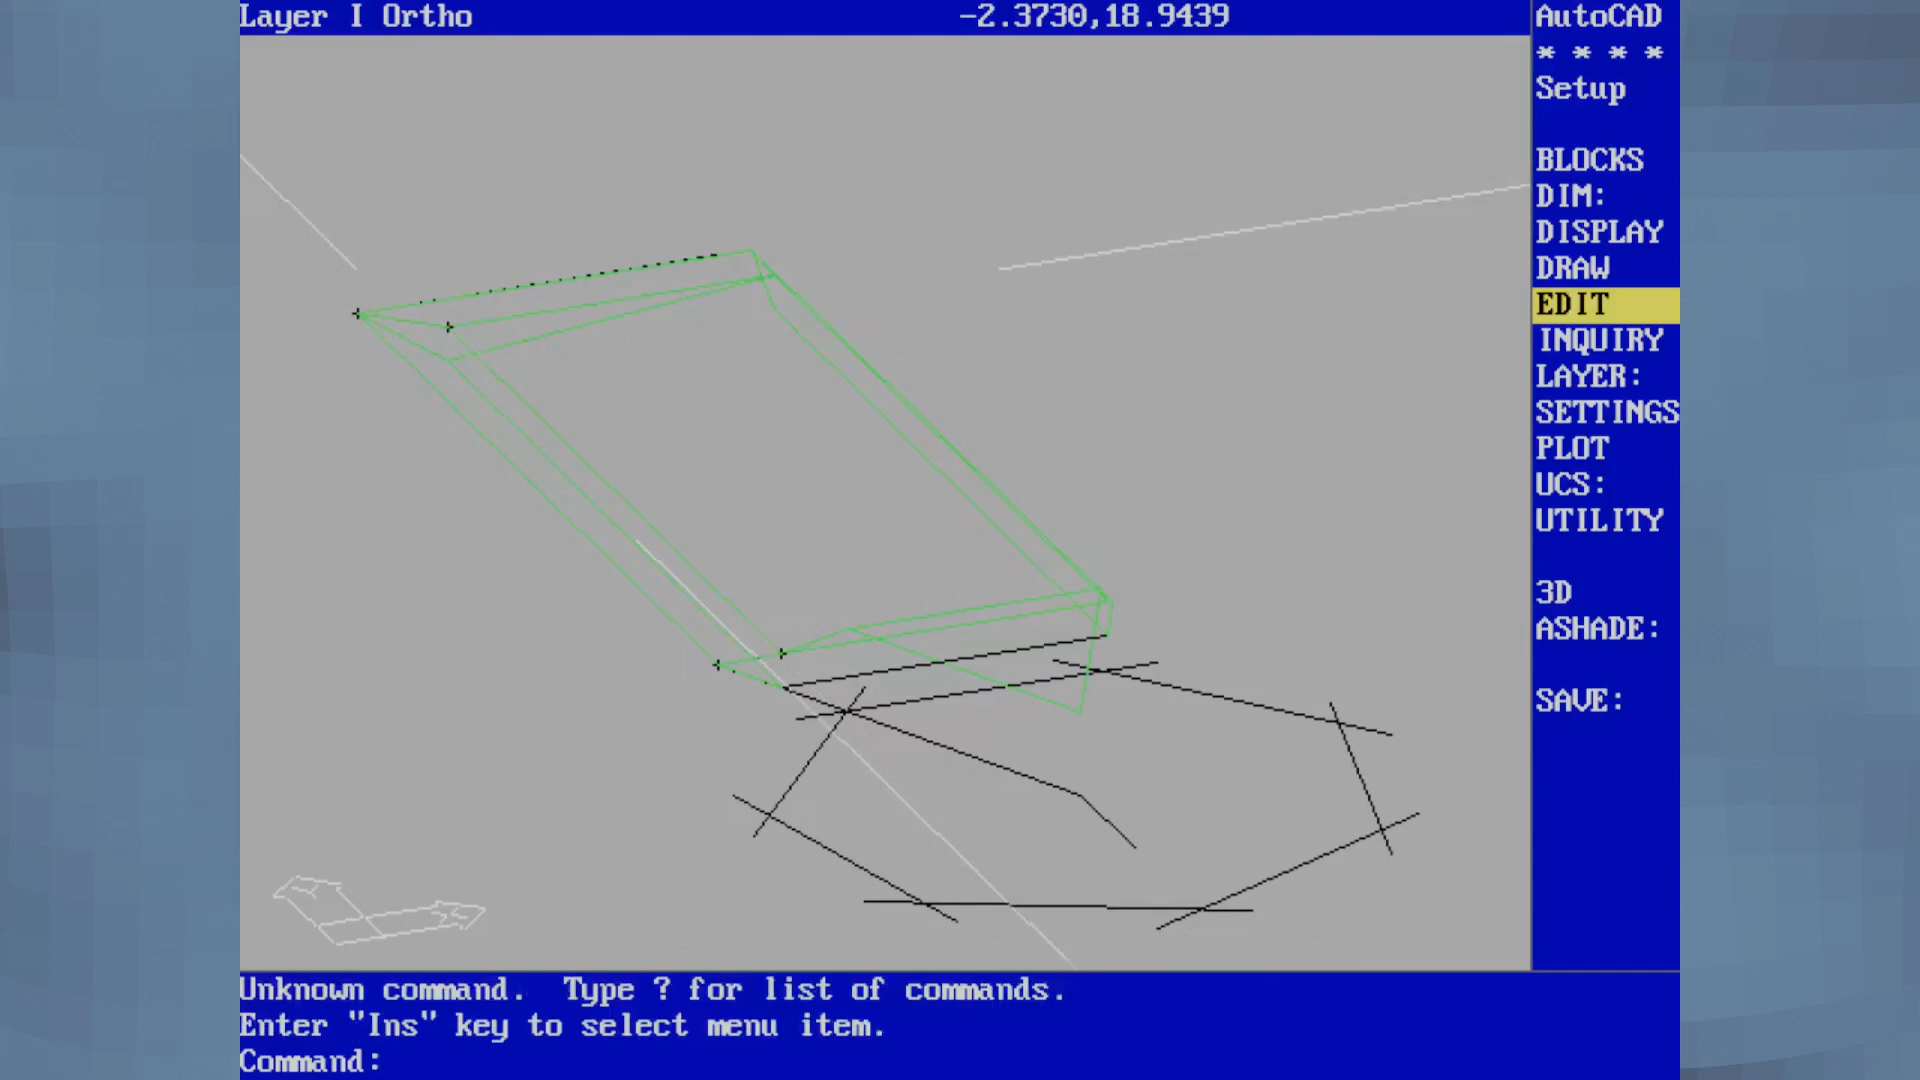 Layer I Ortho -2.3730,18.9439
AutoCAD
* * * *
Setup
BLOCKS
DIM:
DISPLAY
DRAW
EDIT
INQUIRY
LAYER:
SETTINGS
PLOT
UCS:
UTILITY
3D
ASHADE:
SAVE:
Unknown command. Type ? for list of commands.
Enter "Ins" key to select menu item.
Command: